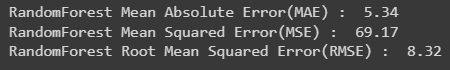 RandomForest Mean Absolute Error(MAE) :  5.34
RandomForest Mean Squared Error(MSE) :  69.17
RandomForest Root Mean Squared Error(RMSE) :  8.32